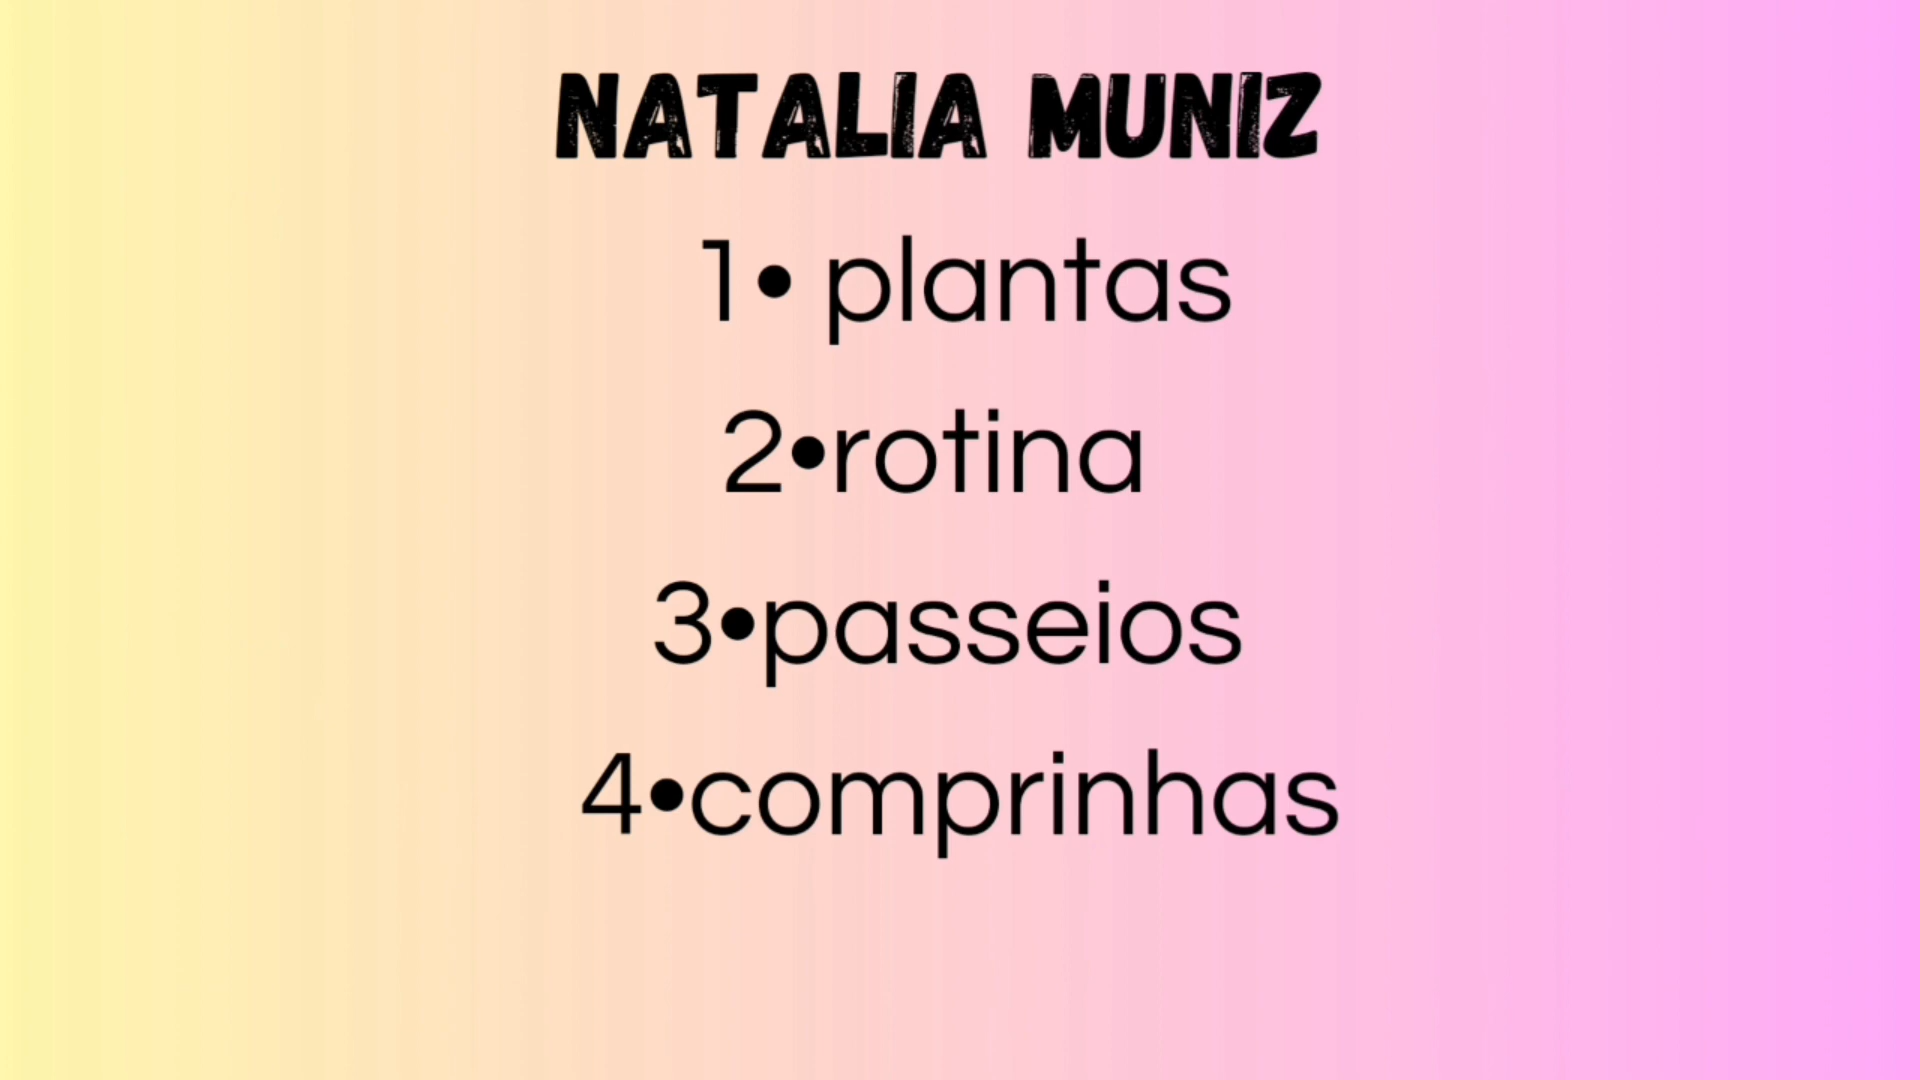 NATALIA MUNIZ
1• plantas
2•rotina
3•passeios
4•comprinhas